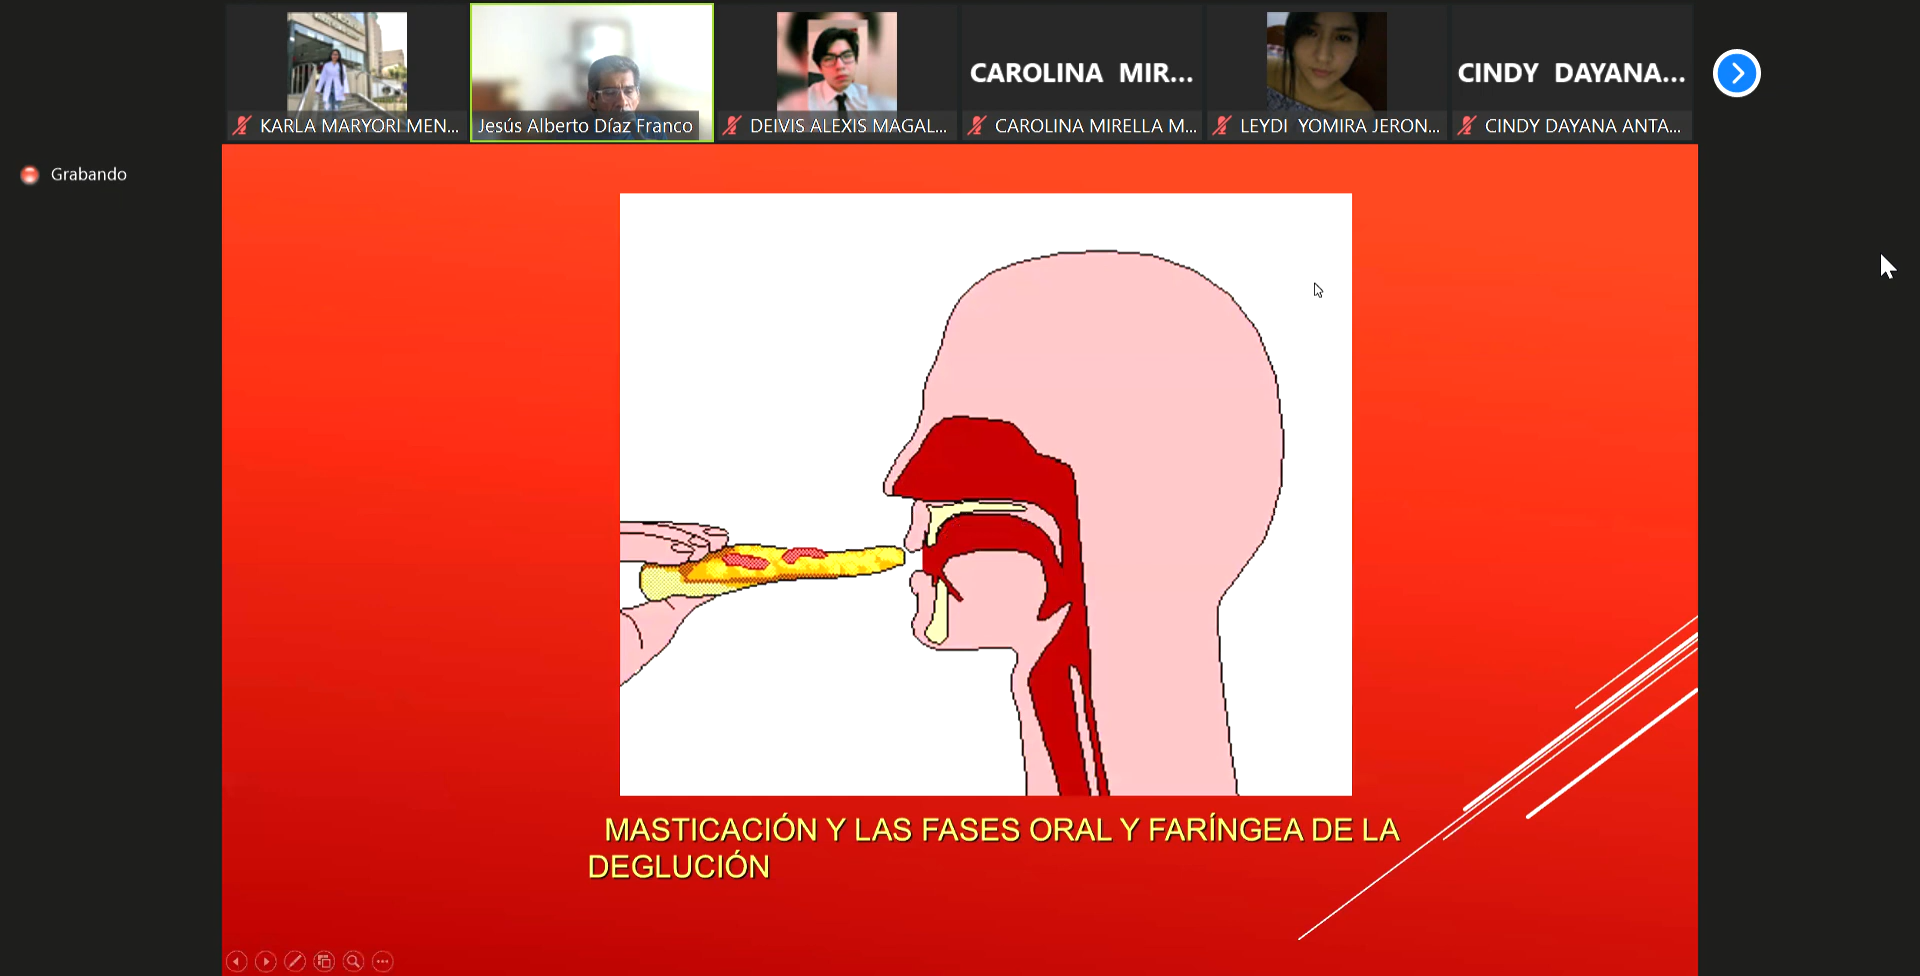 CAROLINA MIR...
CINDY DAYANA...
KARLA MARYORI MEN...
Jesús Alberto Díaz Franco
DEIVIS ALEXIS MAGAL...
CAROLINA MIRELLA M...
LEYDI YOMIRA JERON...
CINDY DAYANA ANTA...
Grabando
MASTICACIÓN Y LAS FASES ORAL Y FARÍNGEA DE LA
DEGLUCIÓN